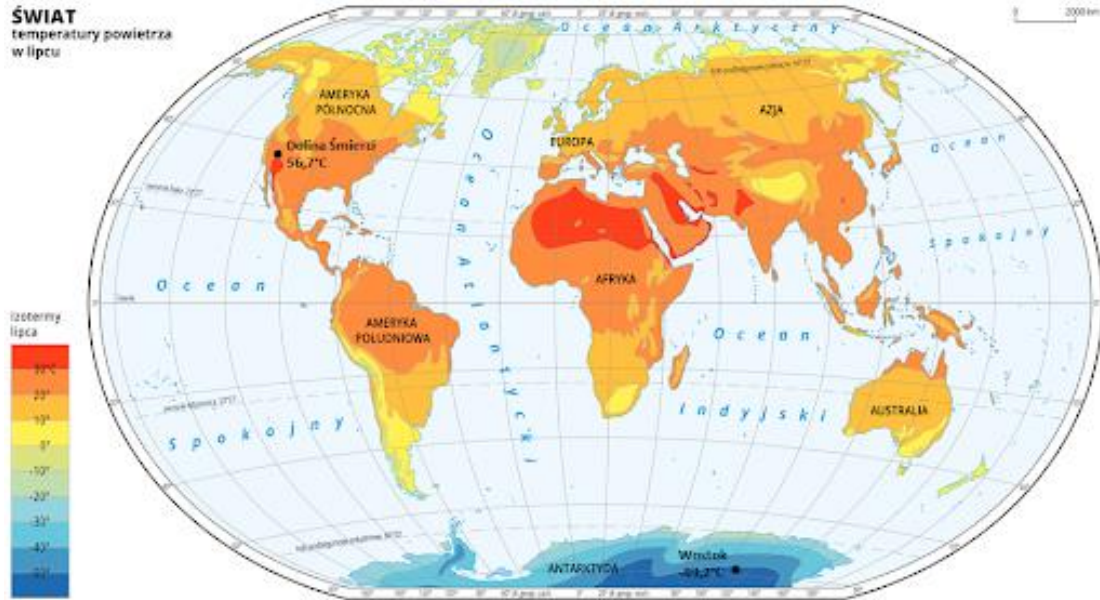 ŚWIAT
temperatury powietrza
w lipcu
0 2000 km
Ocean Arktyczny
AMERYKA
PÓŁNOCNA
AZJA
EUROPA
Dolina Śmierci
56,7°C
Ocean Atlantycki
Ocean
Spokojny
AFRYKA
Ocean
AMERYKA
POŁUDNIOWA
Ocean
Indyjski
AUSTRALIA
Spokojny
izotermy
lipca
30°C
20°
10°
0°
-10°
-20°
-30°
-40°
Wostok
ANTARKTYDA